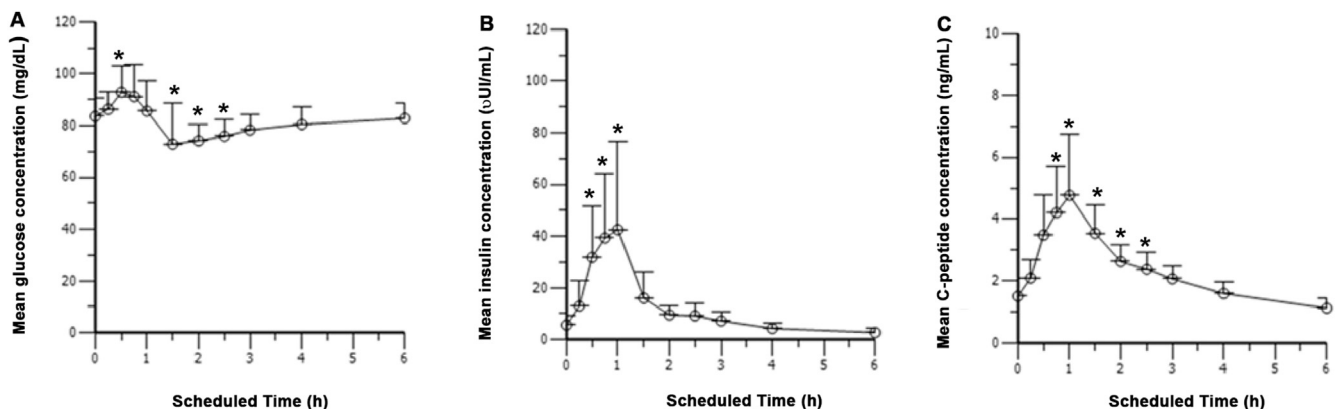 A
Mean glucose concentration (mg/dL)
120
100
80
60
40
20
0
* * * *
0 1 2 3 4 5 6
Scheduled Time (h)
B
Mean insulin concentration (υUI/mL)
120
100
80
60
40
20
0
* * *
0 1 2 3 4 5 6
Scheduled Time (h)
C
Mean C-peptide concentration (ng/mL)
10
8
6
4
2
0
* * * * *
0 1 2 3 4 5 6
Scheduled Time (h)